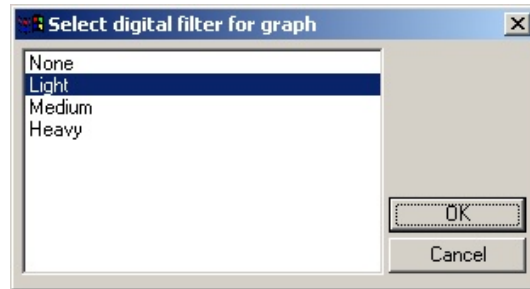 Select digital filter for graph
None
Light
Medium
Heavy
OK
Cancel